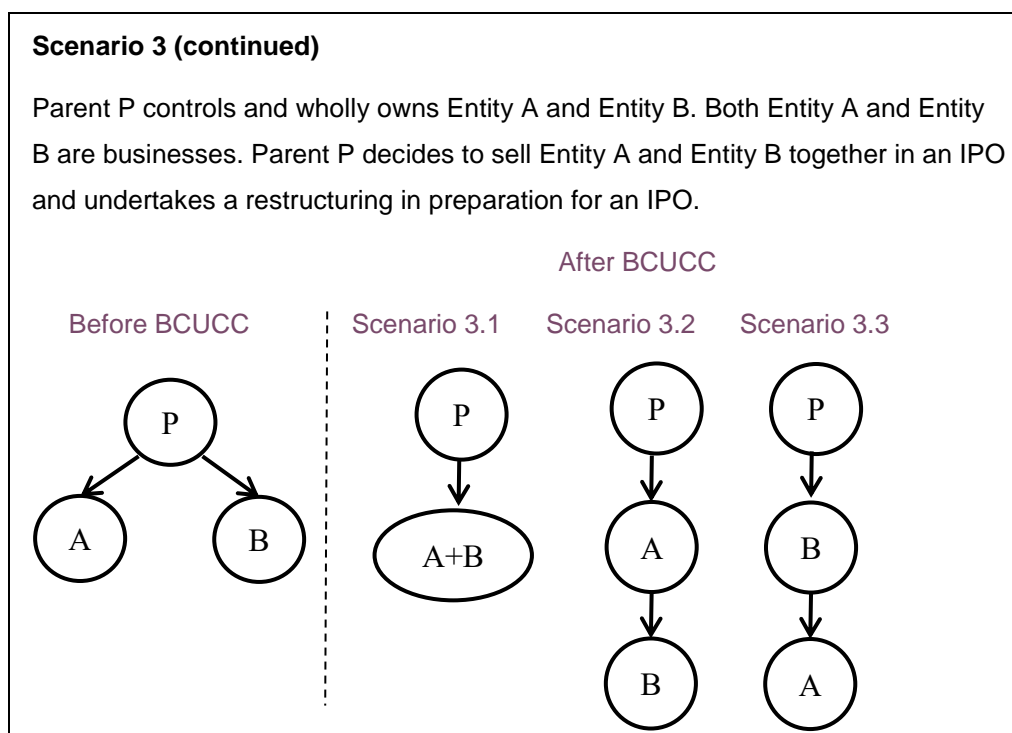 Scenario 3 (continued)
Parent P controls and wholly owns Entity A and Entity B. Both Entity A and Entity
B are businesses. Parent P decides to sell Entity A and Entity B together in an IPO
and undertakes a restructuring in preparation for an IPO.
After BCUCC
Before BCUCC
Scenario 3.1
Scenario 3.2
Scenario 3.3
P
A
B
P
A+B
P
A
B
P
B
A